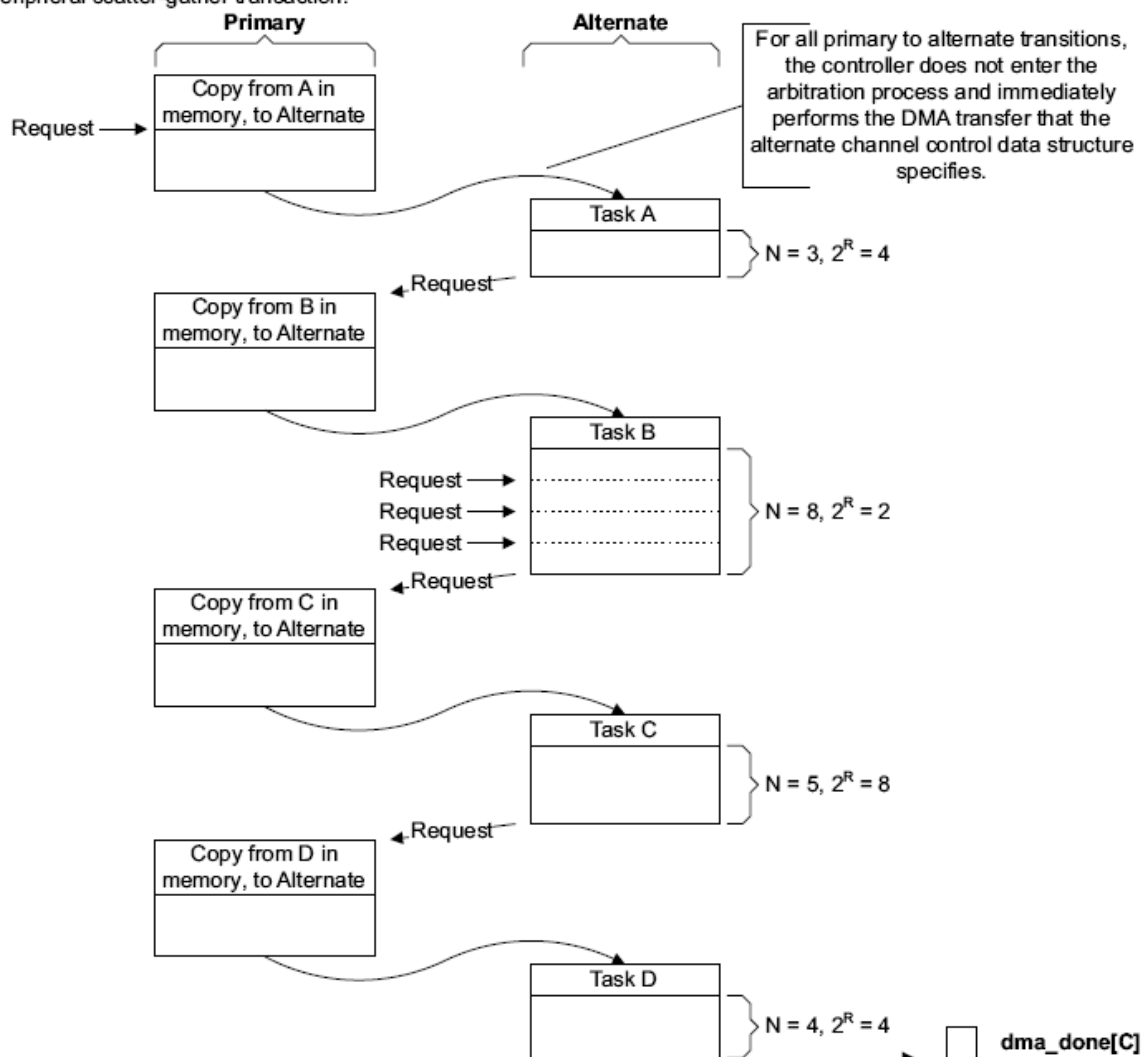 eripheral scatter-gather transaction.
Primary
Alternate
For all primary to alternate transitions,
the controller does not enter the
arbitration process and immediately
performs the DMA transfer that the
alternate channel control data structure
specifies.
Copy from A in
memory, to Alternate
Request
Task A
N = 3, 2^R = 4
Request
Copy from B in
memory, to Alternate
Task B
Request
Request
Request
N = 8, 2^R = 2
Request
Copy from C in
memory, to Alternate
Task C
N = 5, 2^R = 8
Request
Copy from D in
memory, to Alternate
Task D
N = 4, 2^R = 4
dma_done[C]